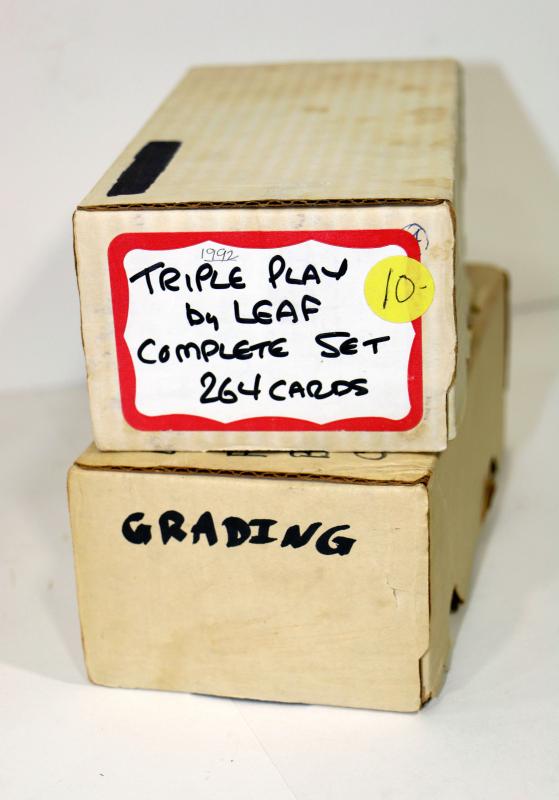 1992
TRIPLE PLAY
by LEAF
COMPLETE SET
264 CARDS
10-
GRADING